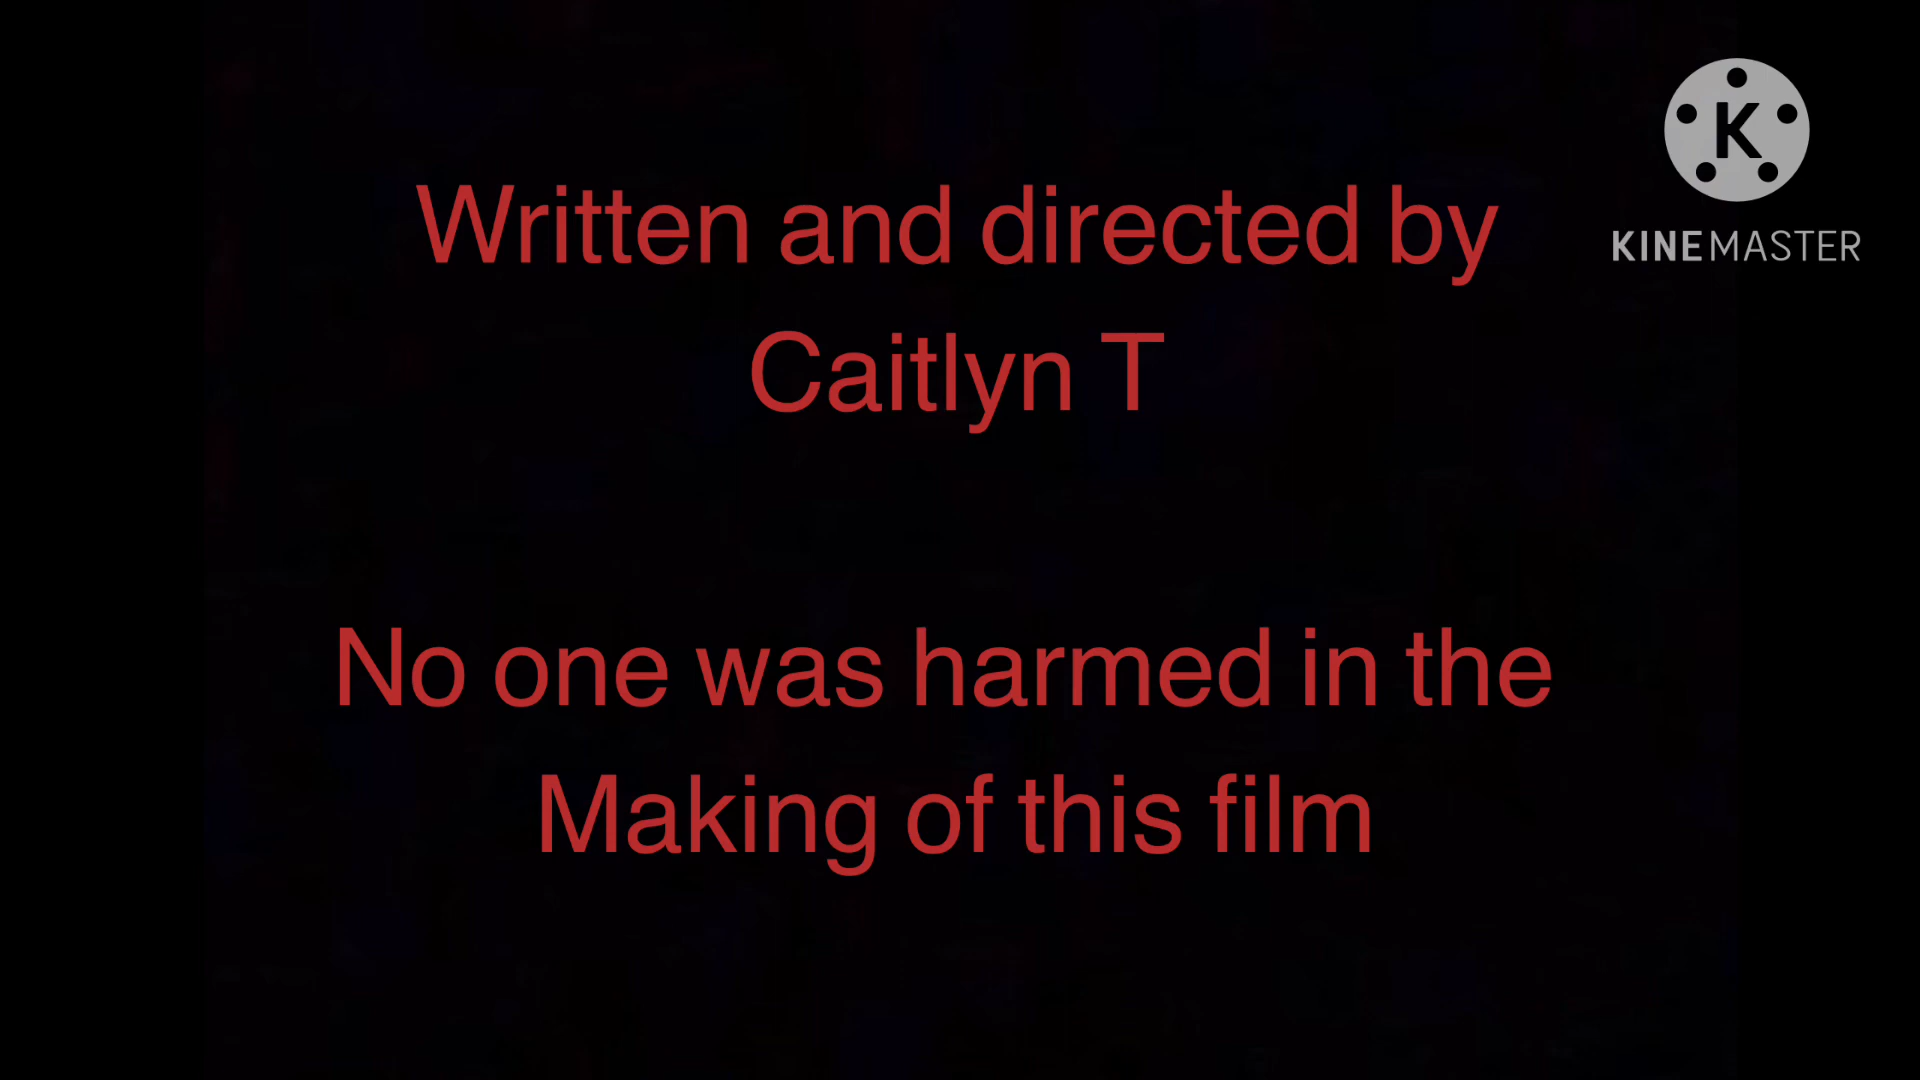 Written and directed by
Caitlyn T
No one was harmed in the
Making of this film
K
KINEMASTER